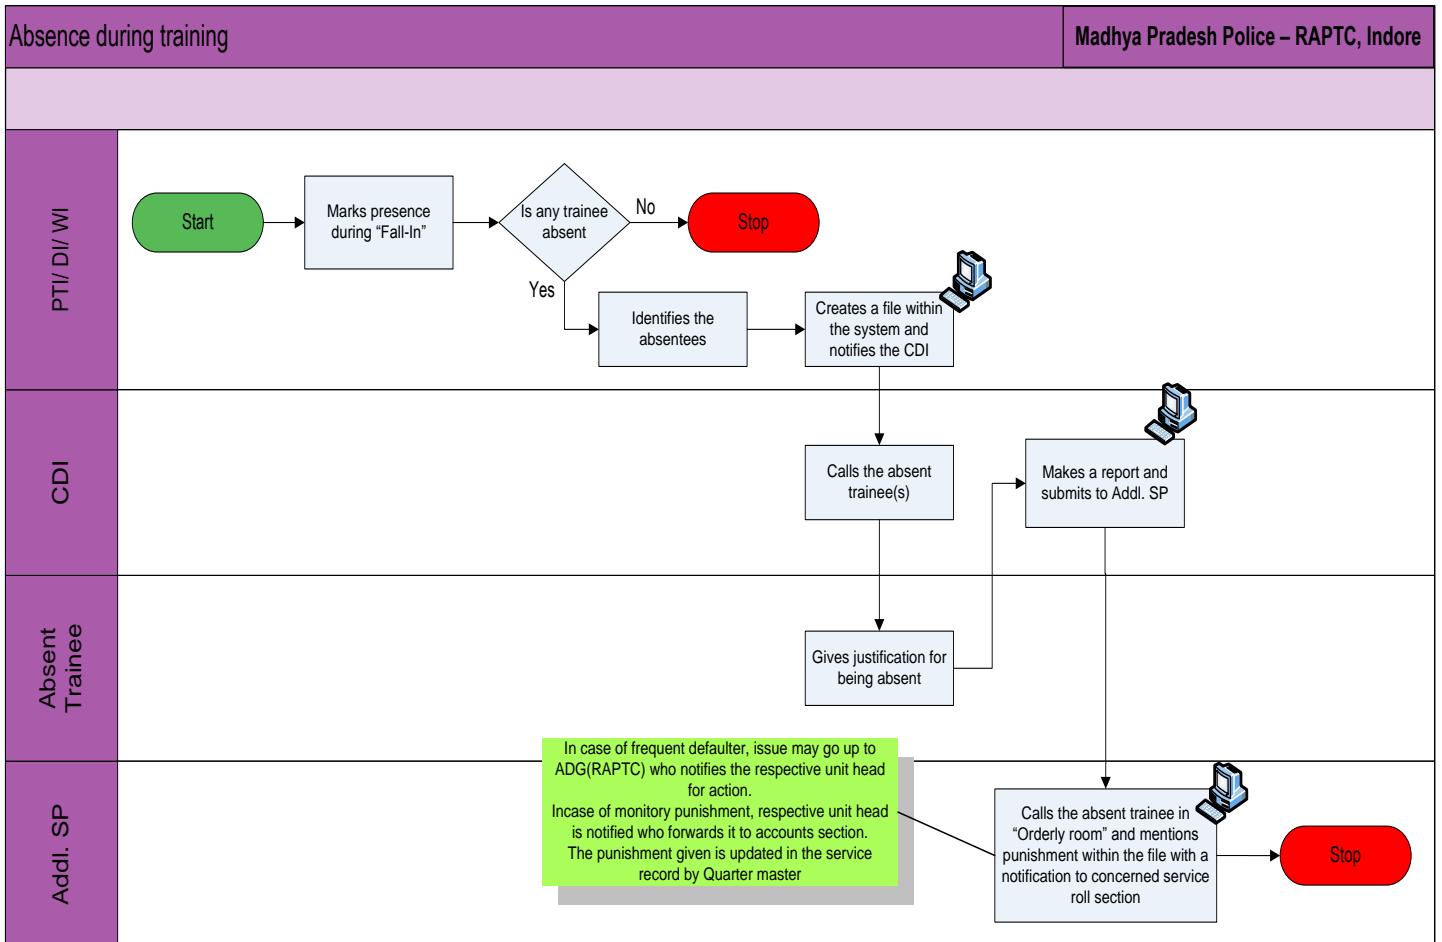 Absence during training
Madhya Pradesh Police – RAPTC, Indore
PTI/ DI/ WI
Start
Marks presence
during “Fall-In”
Is any trainee
absent
No
Stop
Yes
Identifies the
absentees
Creates a file within
the system and
notifies the CDI
CDI
Calls the absent
trainee(s)
Makes a report and
submits to Addl. SP
Absent
Trainee
Gives justification for
being absent
Addl. SP
In case of frequent defaulter, issue may go up to
ADG(RAPTC) who notifies the respective unit head
for action.
Incase of monitory punishment, respective unit head
is notified who forwards it to accounts section.
The punishment given is updated in the service
record by Quarter master
Calls the absent trainee in
“Orderly room” and mentions
punishment within the file with a
notification to concerned service
roll section
Stop